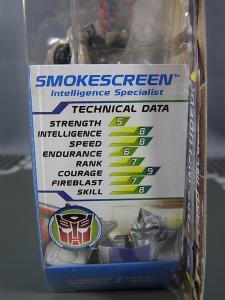 SMOKESCREEN™
Intelligence Specialist
TECHNICAL DATA
STRENGTH 5
INTELLIGENCE 8
SPEED 8
ENDURANCE 6
RANK 7
COURAGE 9
FIREBLAST 7
SKILL 8